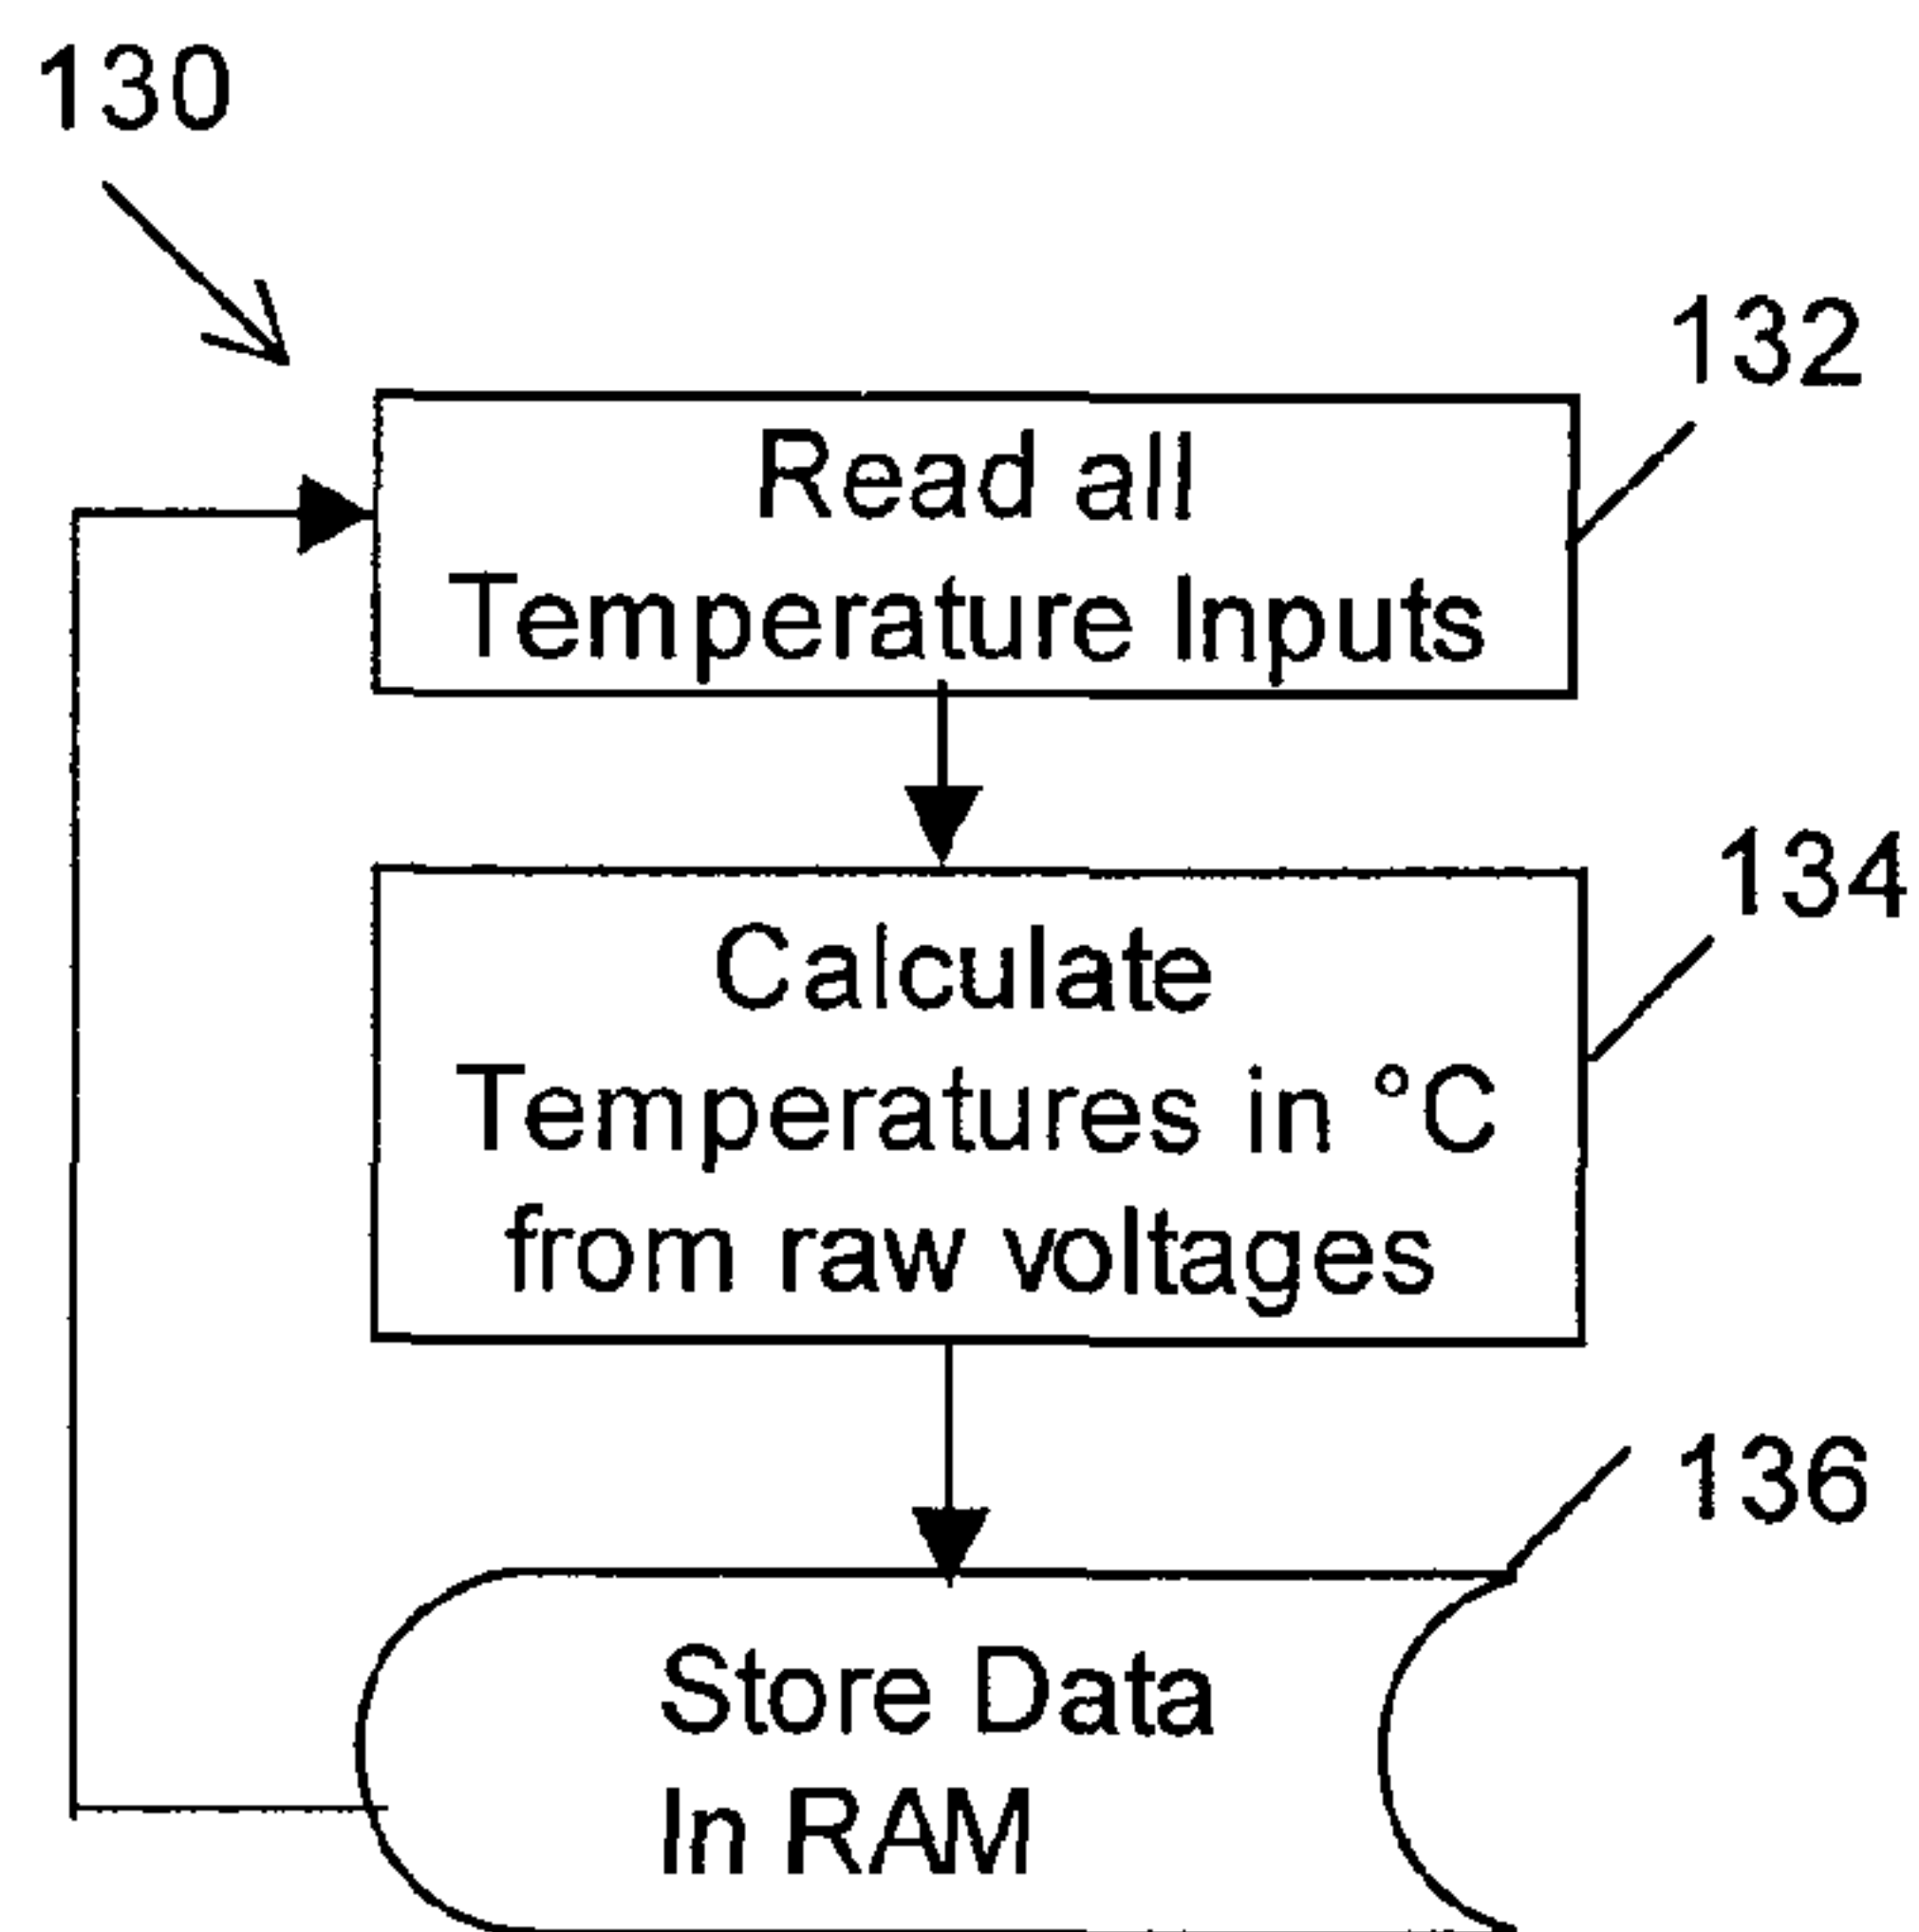 130
132
Read all
Temperature Inputs
134
Calculate
Temperatures in °C
from raw voltages
136
Store Data
In RAM